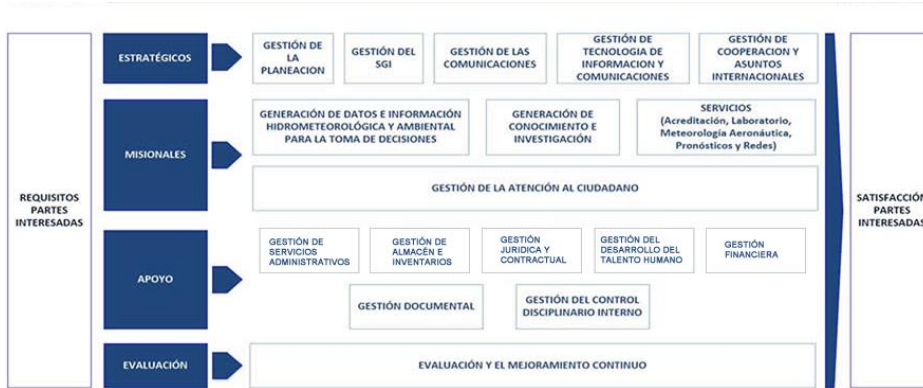 REQUISITOS
PARTES
INTERESADAS
ESTRATÉGICOS
GESTIÓN DE
LA
PLANEACION
GESTIÓN DEL
SGI
GESTIÓN DE LAS
COMUNICACIONES
GESTIÓN DE
TECNOLOGIA DE
INFORMACION Y
COMUNICACIONES
GESTIÓN DE
COOPERACION Y
ASUNTOS
INTERNACIONALES
MISIONALES
GENERACIÓN DE DATOS E INFORMACIÓN
HIDROMETEOROLÓGICA Y AMBIENTAL
PARA LA TOMA DE DECISIONES
GENERACIÓN DE
CONOCIMIENTO E
INVESTIGACIÓN
SERVICIOS
(Acreditación, Laboratorio,
Meteorología Aeronáutica,
Pronósticos y Redes)
GESTIÓN DE LA ATENCIÓN AL CIUDADANO
APOYO
GESTIÓN DE
SERVICIOS
ADMINISTRATIVOS
GESTIÓN DE
ALMACÉN E
INVENTARIOS
GESTIÓN
JURIDICA Y
CONTRACTUAL
GESTIÓN DEL
DESARROLLO DEL
TALENTO HUMANO
GESTIÓN
FINANCIERA
GESTIÓN DOCUMENTAL
GESTIÓN DEL CONTROL
DISCIPLINARIO INTERNO
EVALUACIÓN
EVALUACIÓN Y EL MEJORAMIENTO CONTINUO
SATISFACCIÓN
PARTES
INTERESADAS